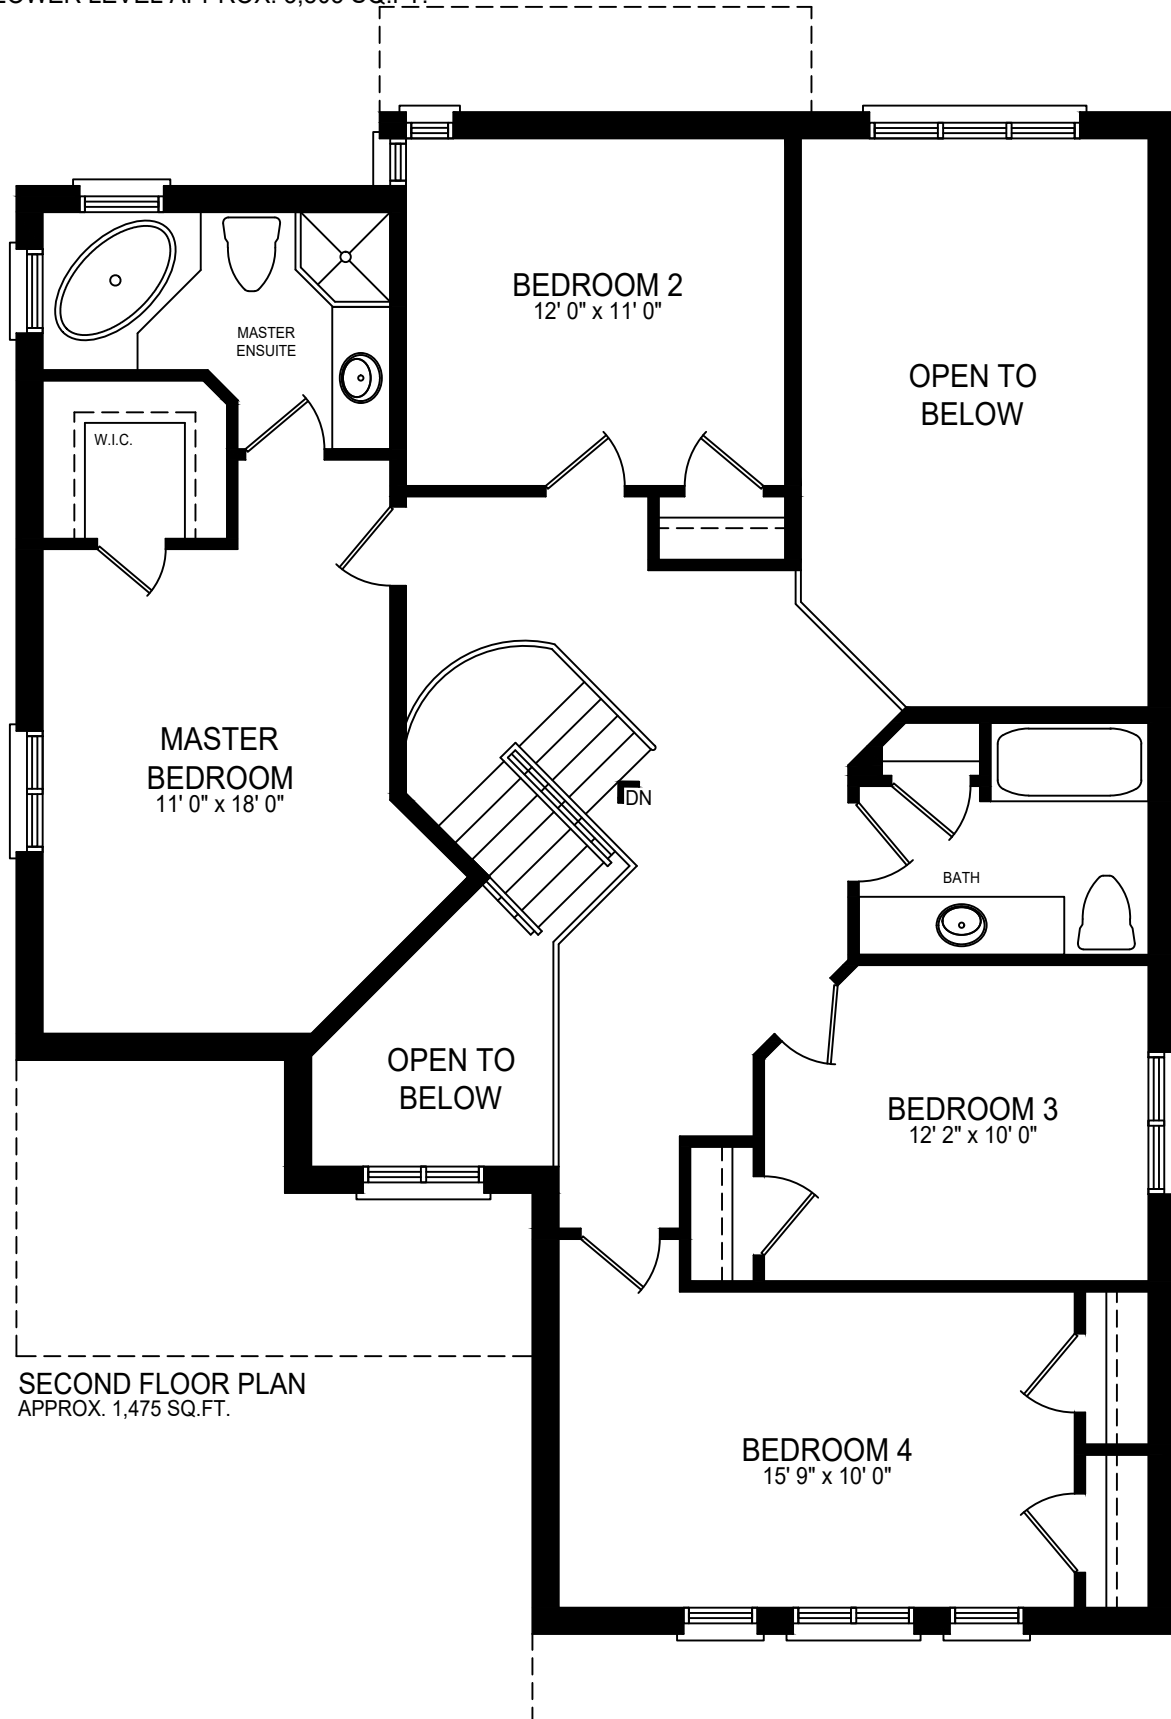 BEDROOM 2
12' 0" x 11' 0"
MASTER
ENSUITE
OPEN TO
BELOW
W.I.C.
MASTER
BEDROOM
11' 0" x 18' 0"
DN
BATH
OPEN TO
BELOW
BEDROOM 3
12' 2" x 10' 0"
SECOND FLOOR PLAN
APPROX. 1,475 SQ.FT.
BEDROOM 4
15' 9" x 10' 0"